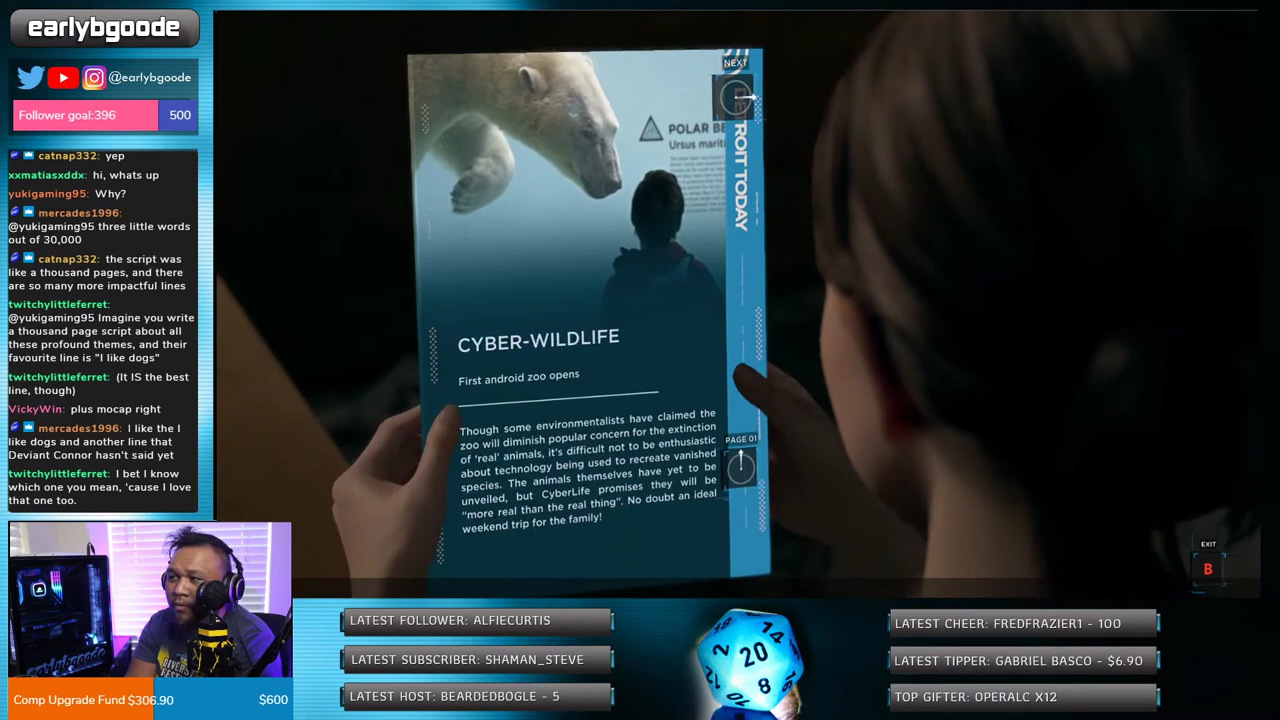 earlybgoode
@earlybgoode
Follower goal:396
500
catnap332: yep
xxmatiasxddx: hi, whats up
yukigaming95: Why?
mercades1996:
@yukigaming95 three little words
out of 30,000
catnap332: the script was
like a thousand pages, and there
are so many more impactful lines
twitchylittleferret:
@yukigaming95 Imagine you write
a thousand page script about all
these profound themes, and their
favourite line is "I like dogs"
twitchylittleferret: (It IS the best
line, though)
VickyWin: plus mocap right
mercades1996: I like the I
like dogs and another line that
Deviant Connor hasn't said yet
twitchylittleferret: I bet I know
which one you mean, 'cause I love
that one too.
earlybgoode
Comp Upgrade Fund $306.90
$600
NEXT
POLAR BE
Ursus mariti
ROIT TODAY
CYBER-WILDLIFE
First android zoo opens
Though some environmentalists have claimed the
zoo will diminish popular concern for the extinction
of 'real' animals, it's difficult not to be enthusiastic
about technology being used to recreate vanished
species. The animals themselves have yet to be
unveiled, but CyberLife promises they will be
"more real than the real thing". No doubt an ideal
weekend trip for the family!
PAGE 01
EXIT
B
LATEST FOLLOWER: ALFIECURTIS
LATEST SUBSCRIBER: SHAMAN_STEVE
LATEST HOST: BEARDEDBOGLE - 5
20
8
14
2
18
12
10
LATEST CHEER: FREDFRAZIER1 - 100
LATEST TIPPER: GABRIEL BASCO - $6.90
TOP GIFTER: OPERALC X12